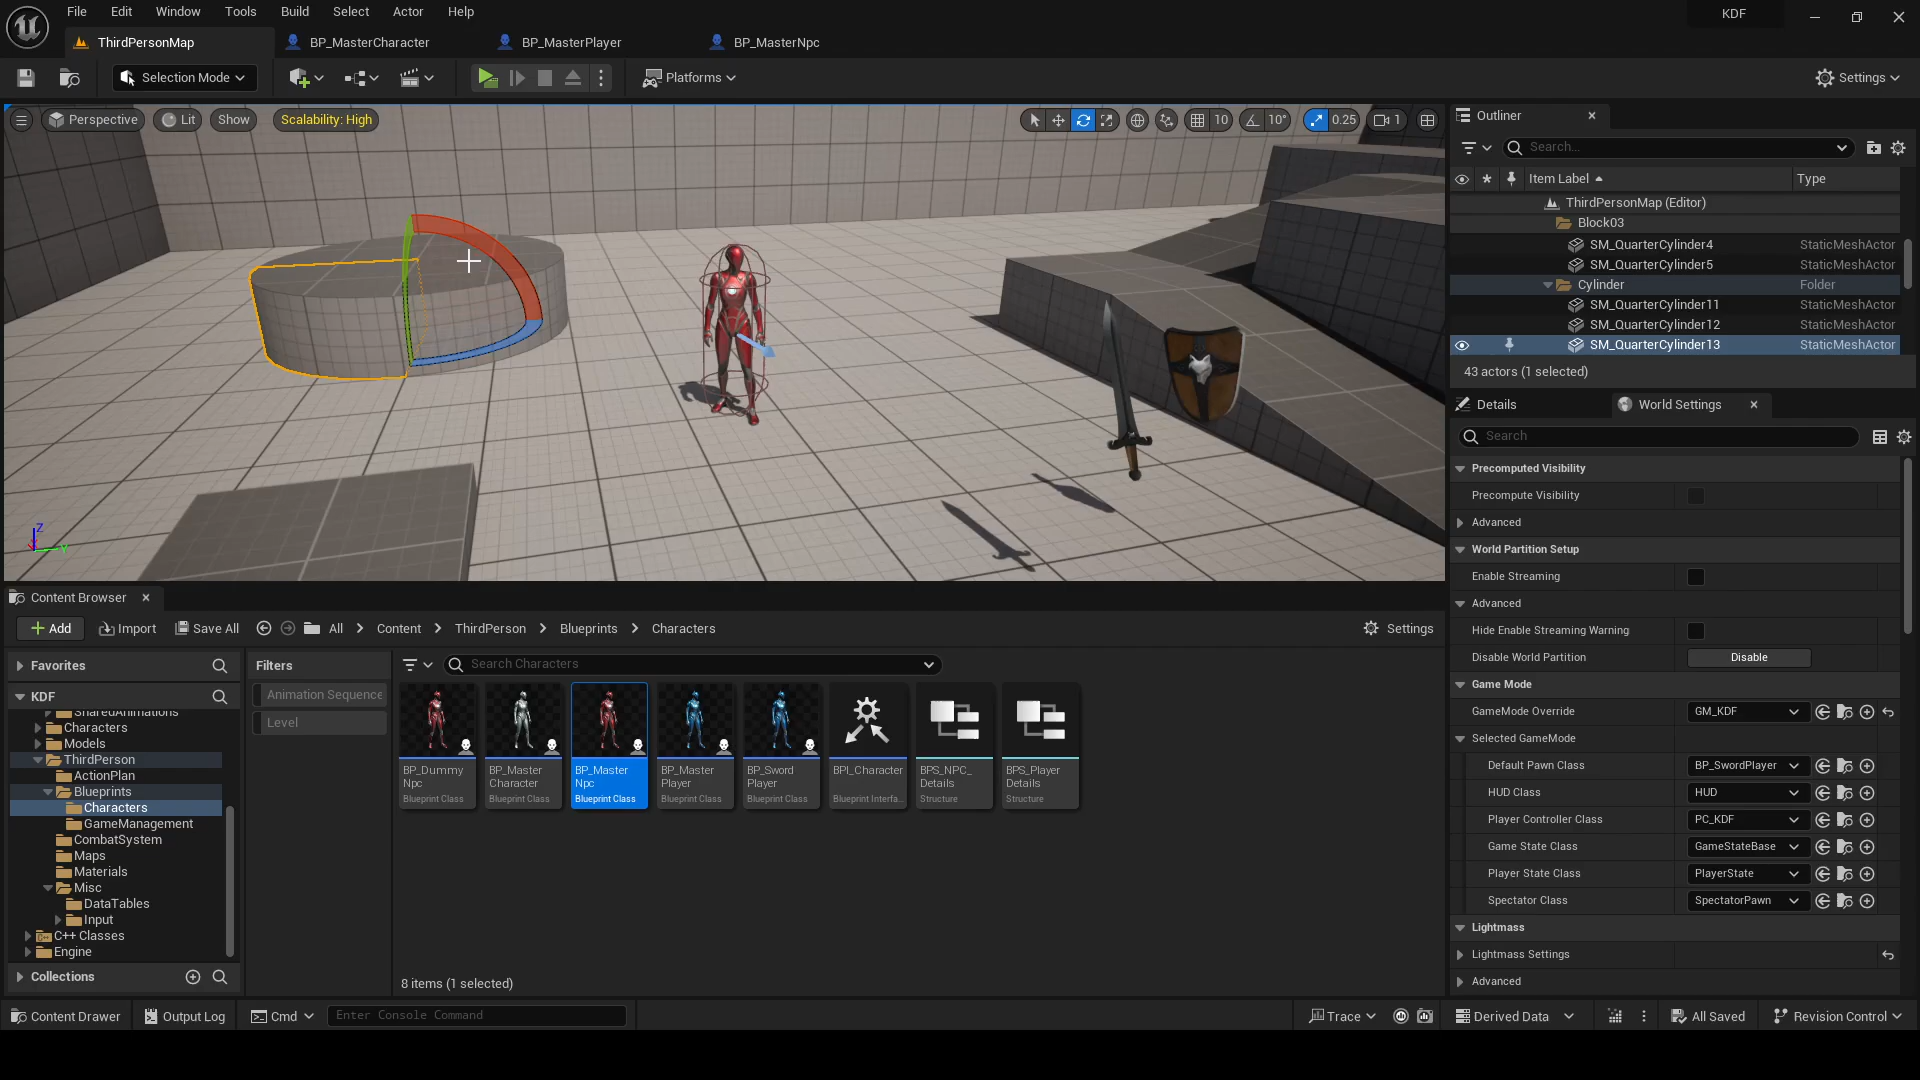 File Edit Window Tools Build Select Actor Help
KDF
ThirdPersonMap BP_MasterCharacter BP_MasterPlayer BP_MasterNpc
Selection Mode Platforms Settings
Perspective Lit Show Scalability: High 10 10° 0.25 1
Outliner
Search...
Item Label Type
ThirdPersonMap (Editor)
Block03
SM_QuarterCylinder4 StaticMeshActor
SM_QuarterCylinder5 StaticMeshActor
Cylinder Folder
SM_QuarterCylinder11 StaticMeshActor
SM_QuarterCylinder12 StaticMeshActor
SM_QuarterCylinder13 StaticMeshActor
43 actors (1 selected)
Details World Settings
Search
Precomputed Visibility
Precompute Visibility
Advanced
World Partition Setup
Enable Streaming
Advanced
Hide Enable Streaming Warning
Disable World Partition Disable
Game Mode
GameMode Override GM_KDF
Selected GameMode
Default Pawn Class BP_SwordPlayer
HUD Class HUD
Player Controller Class PC_KDF
Game State Class GameStateBase
Player State Class PlayerState
Spectator Class SpectatorPawn
Lightmass
Lightmass Settings
Advanced
Z
Y
Content Browser
Add Import Save All All Content ThirdPerson Blueprints Characters Settings
Favorites
KDF
SharedAnimations
Characters
Models
ThirdPerson
ActionPlan
Blueprints
Characters
GameManagement
CombatSystem
Maps
Materials
Misc
DataTables
Input
C++ Classes
Engine
Collections
Filters
Animation Sequence
Level
Search Characters
BP_Dummy
Npc
Blueprint Class
BP_Master
Character
Blueprint Class
BP_Master
Npc
Blueprint Class
BP_Master
Player
Blueprint Class
BP_Sword
Player
Blueprint Class
BPI_Character
Blueprint Interfa...
BPS_NPC_
Details
Structure
BPS_Player
Details
Structure
8 items (1 selected)
Content Drawer Output Log Cmd Enter Console Command Trace Derived Data All Saved Revision Control